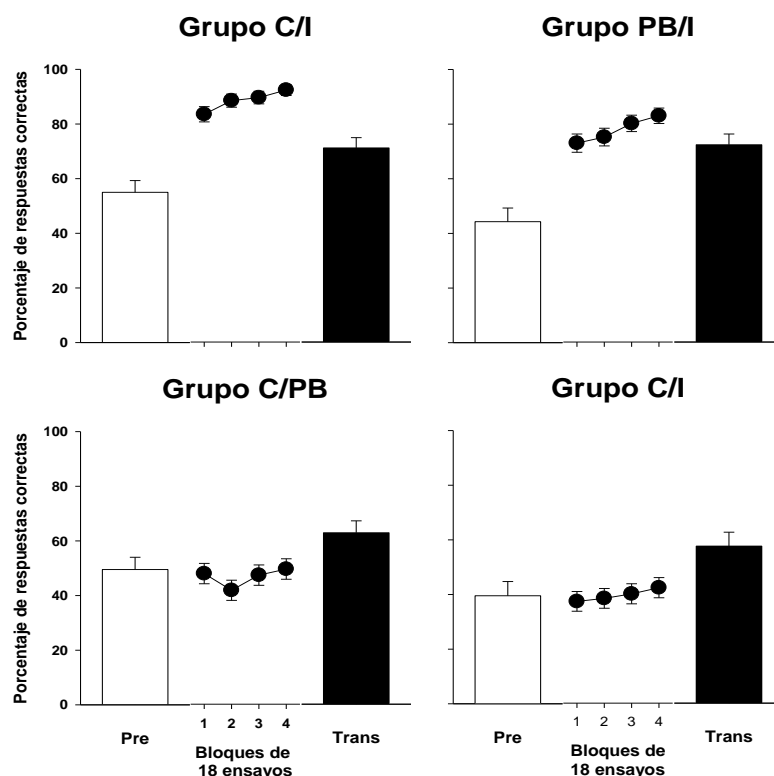 Grupo C/I
Grupo PB/I
Porcentaje de respuestas correctas
100
80
60
40
20
0
Grupo C/PB
Grupo C/I
Porcentaje de respuestas correctas
100
80
60
40
20
0
Pre
1 2 3 4
Bloques de
18 ensayos
Trans
Pre
1 2 3 4
Bloques de
18 ensayos
Trans